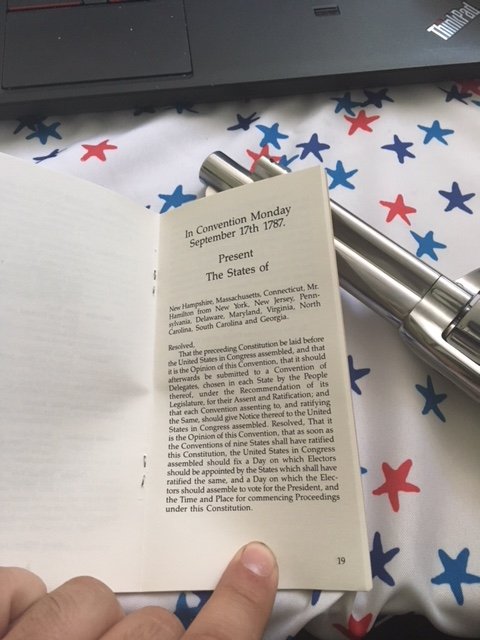 ThinkPad
In Convention Monday
September 17th 1787.
Present
The States of
New Hampshire, Massachusetts, Connecticut, Mr.
Hamilton from New York, New Jersey, Penn-
sylvania, Delaware, Maryland, Virginia, North
Carolina, South Carolina and Georgia.
Resolved,
That the preceeding Constitution be laid before
the United States in Congress assembled, and that
it is the Opinion of this Convention, that it should
afterwards be submitted to a Convention of
Delegates, chosen in each State by the People
thereof, under the Recommendation of its
Legislature, for their Assent and Ratification; and
that each Convention assenting to, and ratifying
the Same, should give Notice thereof to the United
States in Congress assembled. Resolved, That it
is the Opinion of this Convention, that as soon as
the Conventions of nine States shall have ratified
this Constitution, the United States in Congress
assembled should fix a Day on which Electors
should be appointed by the States which shall have
ratified the same, and a Day on which the Elec-
tors should assemble to vote for the President, and
the Time and Place for commencing Proceedings
under this Constitution.
19